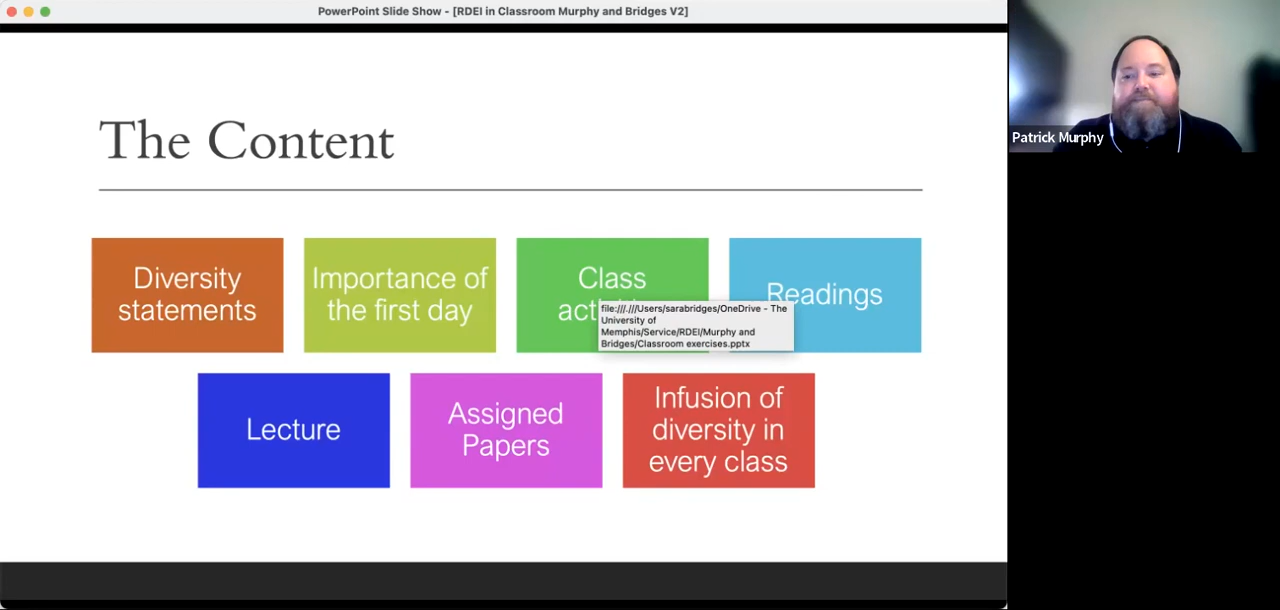 PowerPoint Slide Show - [RDEI in Classroom Murphy and Bridges V2]
Patrick Murphy
The Content
Diversity
statements
Importance of
the first day
Class
Readings
file:///.///Users/sarabridges/OneDrive - The
University of
Memphis/Service/RDEI/Murphy and
Bridges/Classroom exercises.pptx
Lecture
Assigned
Papers
Infusion of
diversity in
every class